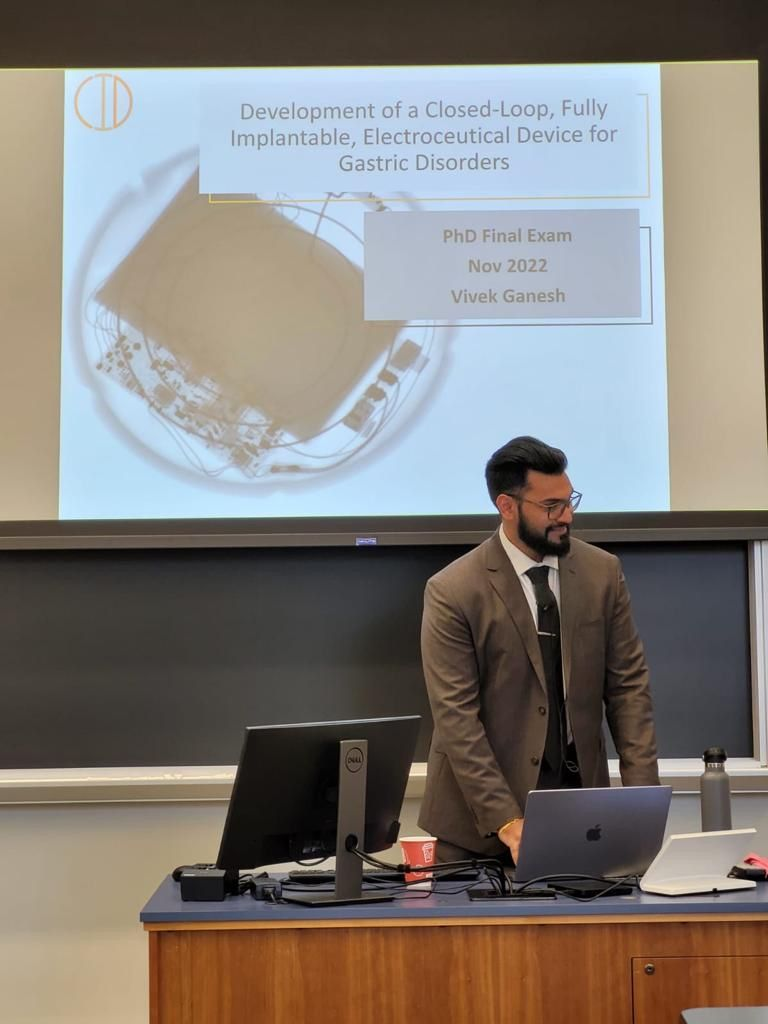 Development of a Closed-Loop, Fully
Implantable, Electroceutical Device for
Gastric Disorders
PhD Final Exam
Nov 2022
Vivek Ganesh
DELL